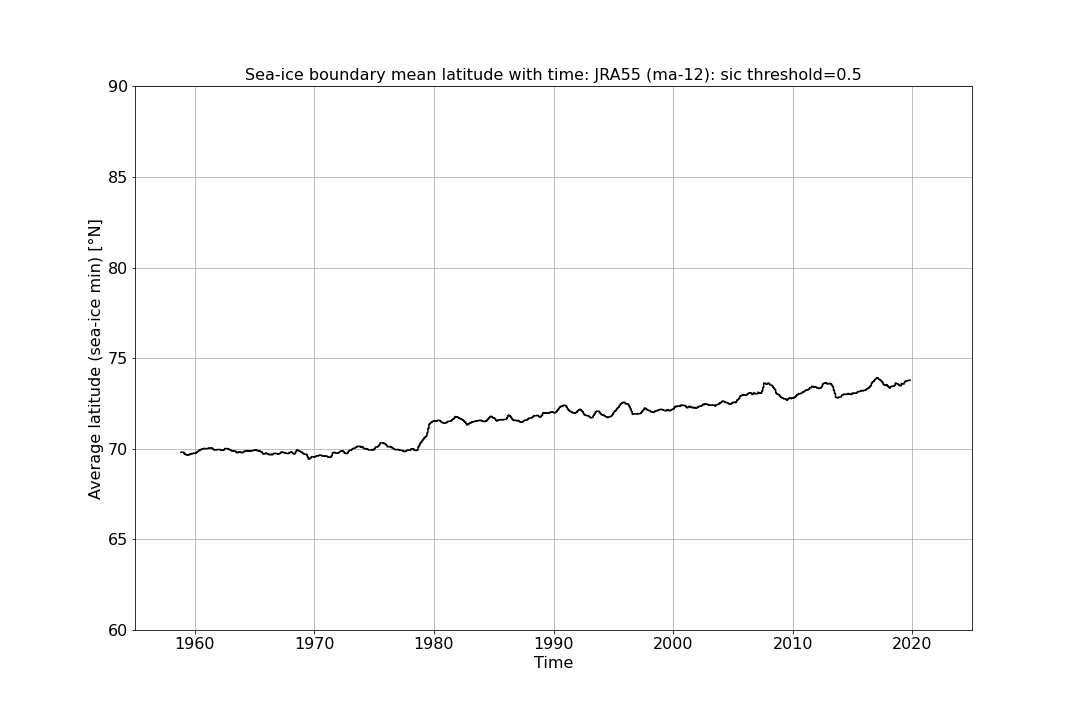 Sea-ice boundary mean latitude with time: JRA55 (ma-12): sic threshold=0.5
Average latitude (sea-ice min) [°N]
90
85
80
75
70
65
60
1960 1970 1980 1990 2000 2010 2020
Time